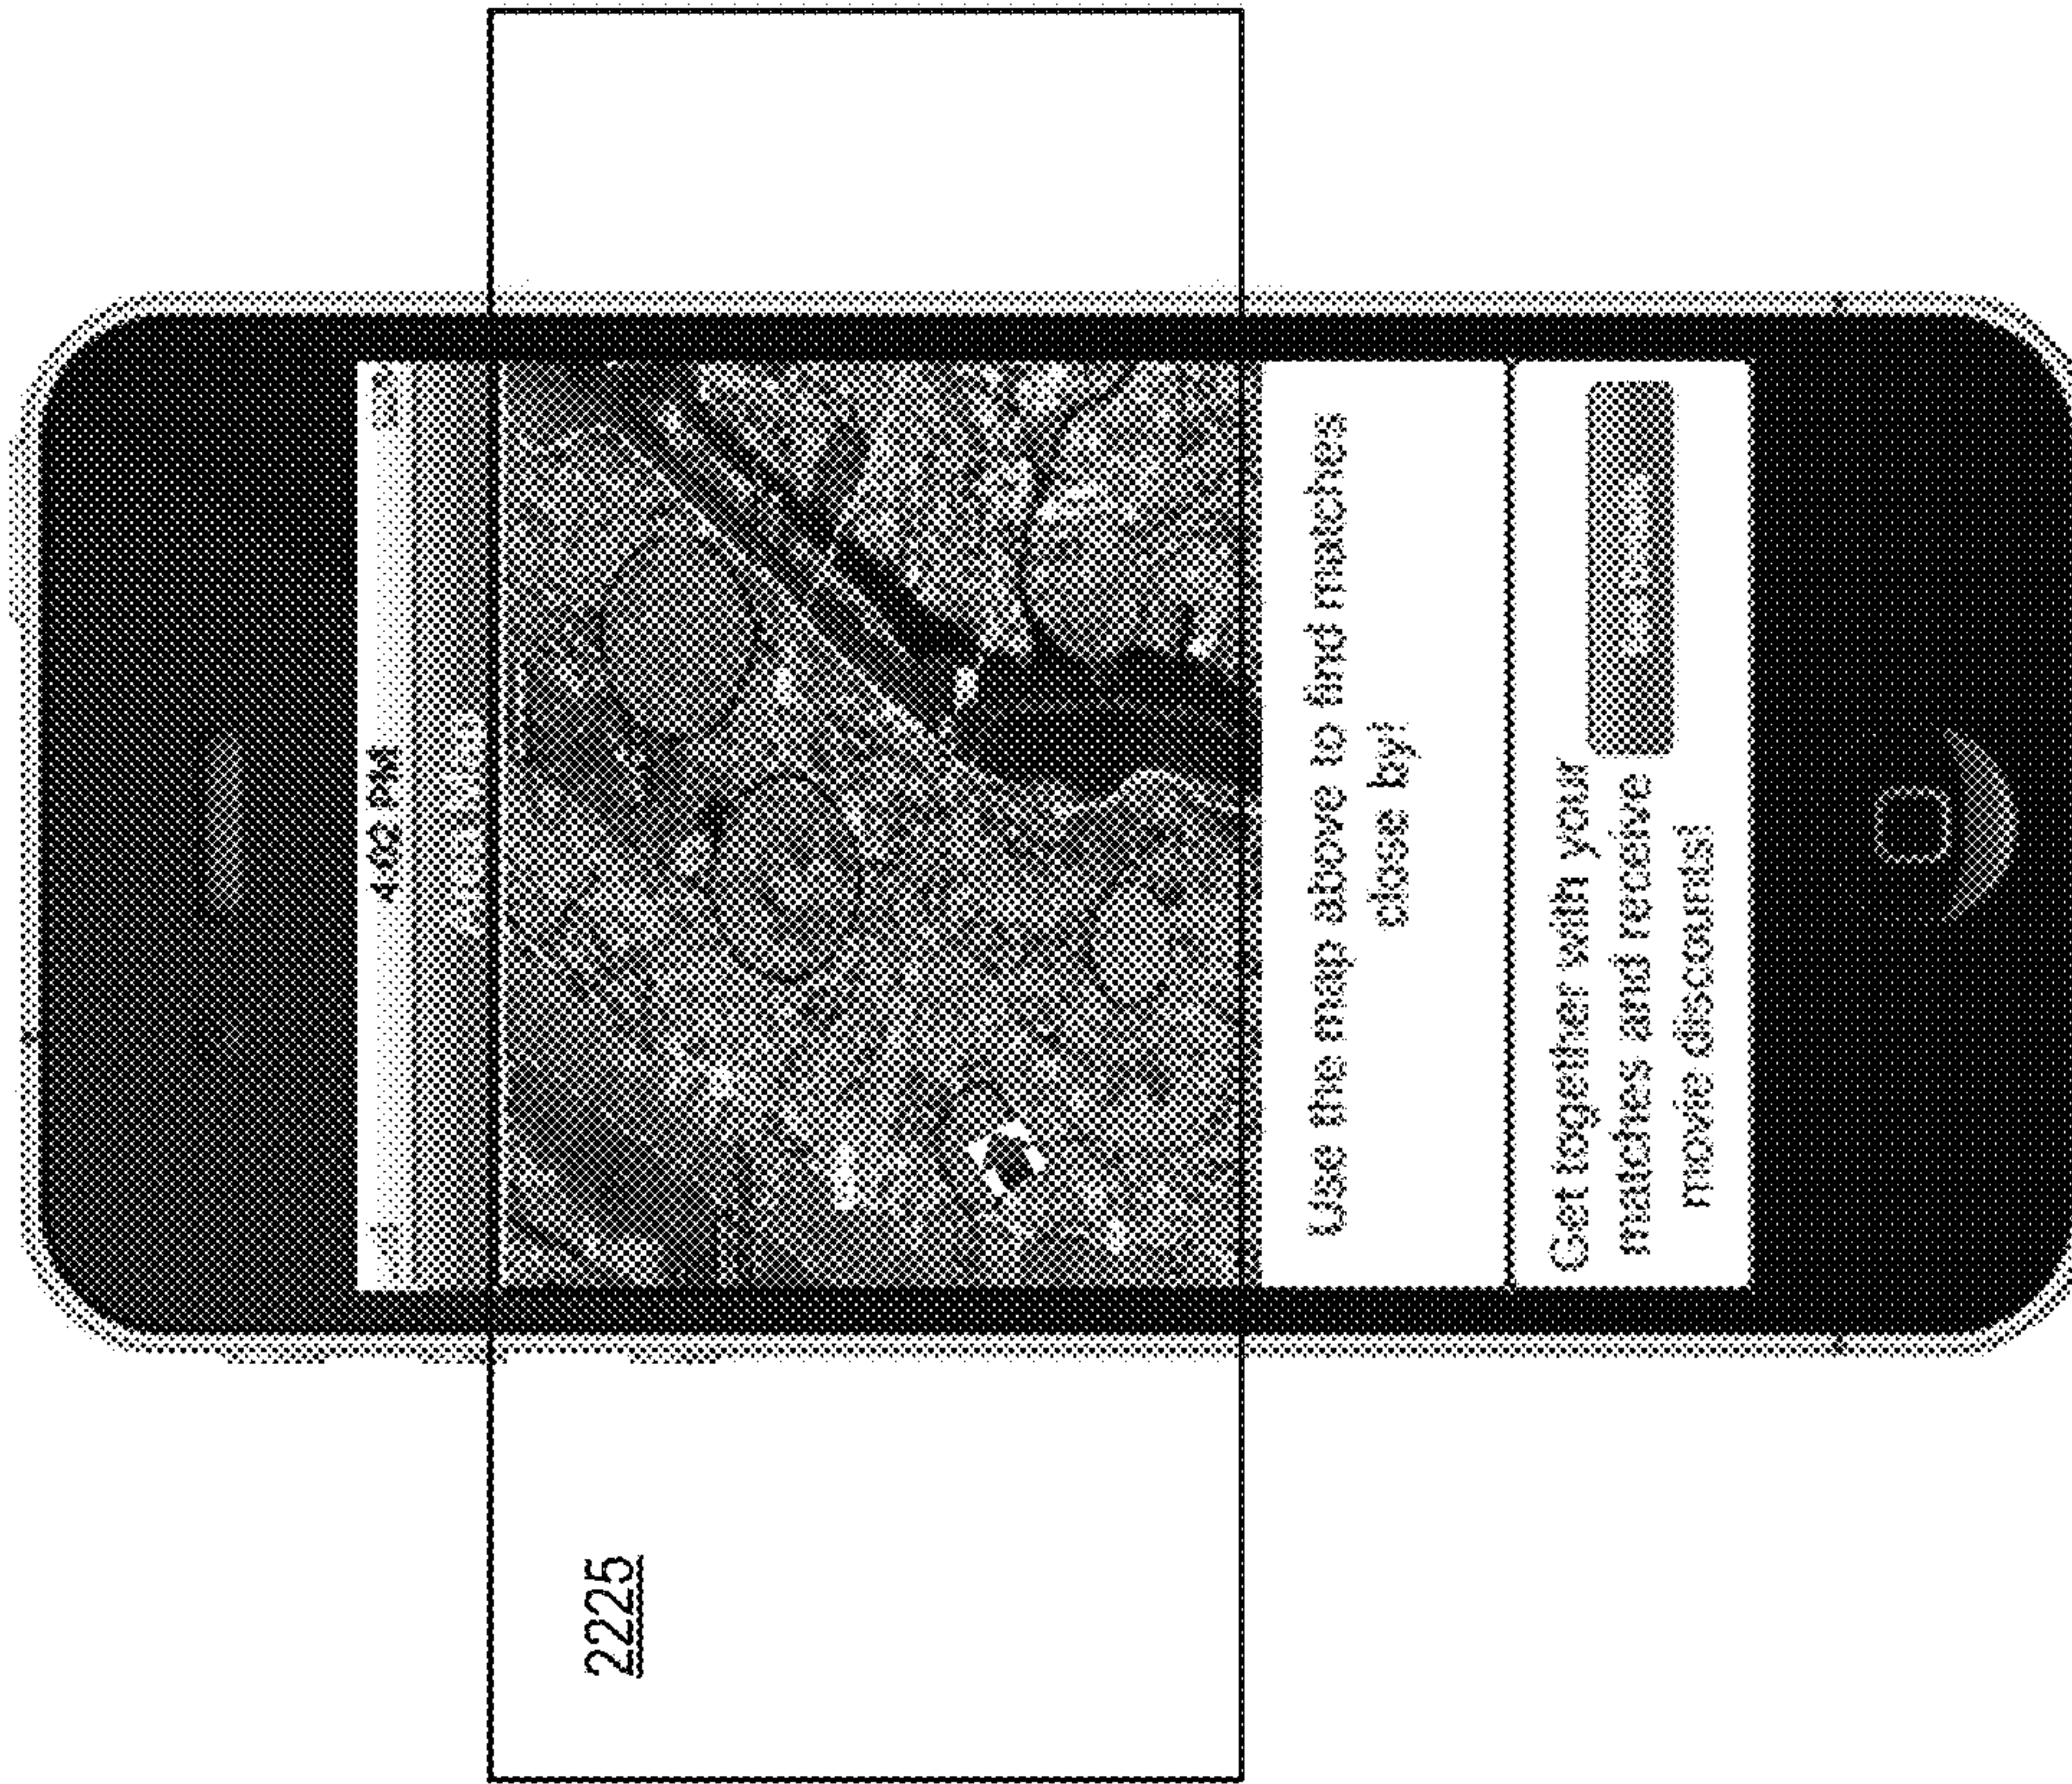 4:02 PM
2225
Use the map above to find matches
close by!
Get together with your
matches and receive
movie discounts!